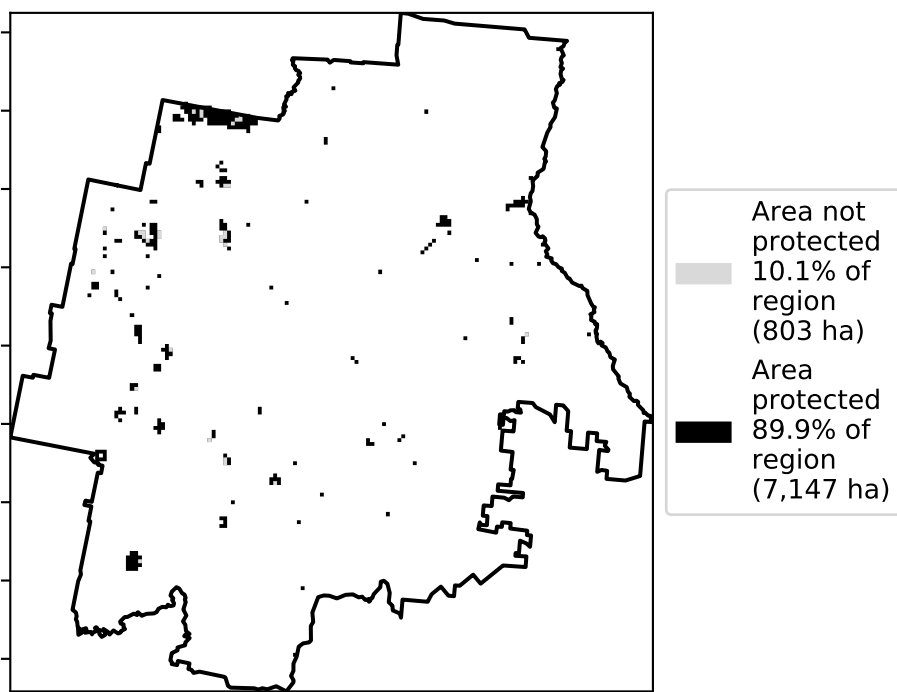 Area not
protected
10.1% of
region
(803 ha)
Area
protected
89.9% of
region
(7,147 ha)